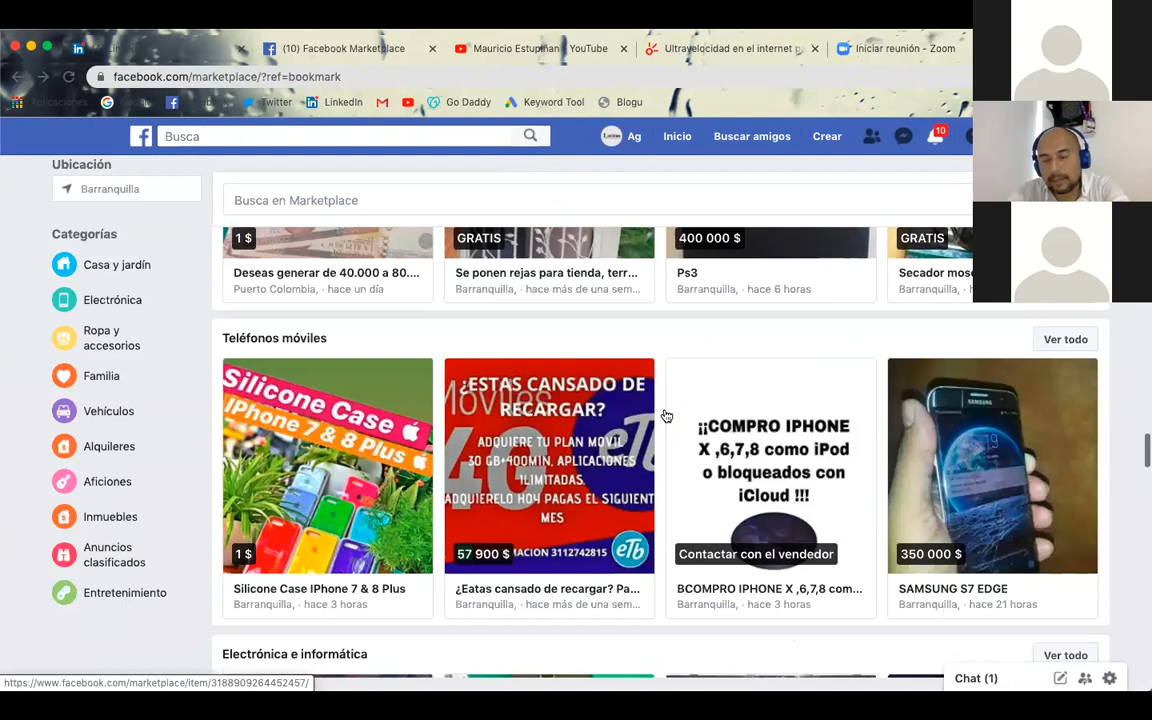 (10) Facebook Marketplace
Mauricio Estupiñan - YouTube
Ultravelocidad en el internet p
Iniciar reunión - Zoom
facebook.com/marketplace/?ref=bookmark
Aplicaciones
Twitter
LinkedIn
Go Daddy
Keyword Tool
Blogu
Busca
Ag
Inicio
Buscar amigos
Crear
10
Ubicación
Barranquilla
Busca en Marketplace
Categorías
Casa y jardín
Electrónica
Ropa y
accesorios
Familia
Vehículos
Alquileres
Aficiones
Inmuebles
Anuncios
clasificados
Entretenimiento
1 $
Deseas generar de 40.000 a 80....
Puerto Colombia, · hace un día
GRATIS
Se ponen rejas para tienda, terr...
Barranquilla, · hace más de una sem...
400 000 $
Ps3
Barranquilla, · hace 6 horas
GRATIS
Secador mos
Barranquilla,
Teléfonos móviles
Ver todo
Silicone Case
IPhone 7 & 8 Plus
1 $
Silicone Case IPhone 7 & 8 Plus
Barranquilla, · hace 3 horas
Móviles
4G
¿ESTAS CANSADO DE
RECARGAR?
ADQUIERE TU PLAN MOVIL
30 GB+400MIN, APLICACIONES
ILIMITADAS.
ADQUIERELO HOY PAGAS EL SIGUIENT
MES
MACION 3112742815
eTb
57 900 $
¿Eatas cansado de recargar? Pa...
Barranquilla, · hace más de una sem...
¡¡COMPRO IPHONE
X ,6,7,8 como iPod
o bloqueados con
iCloud !!!
Contactar con el vendedor
BCOMPRO IPHONE X ,6,7,8 com...
Barranquilla, · hace 3 horas
SAMSUNG
19
350 000 $
SAMSUNG S7 EDGE
Barranquilla, · hace 21 horas
Electrónica e informática
Ver todo
https://www.facebook.com/marketplace/item/3188909264452457/
Chat (1)